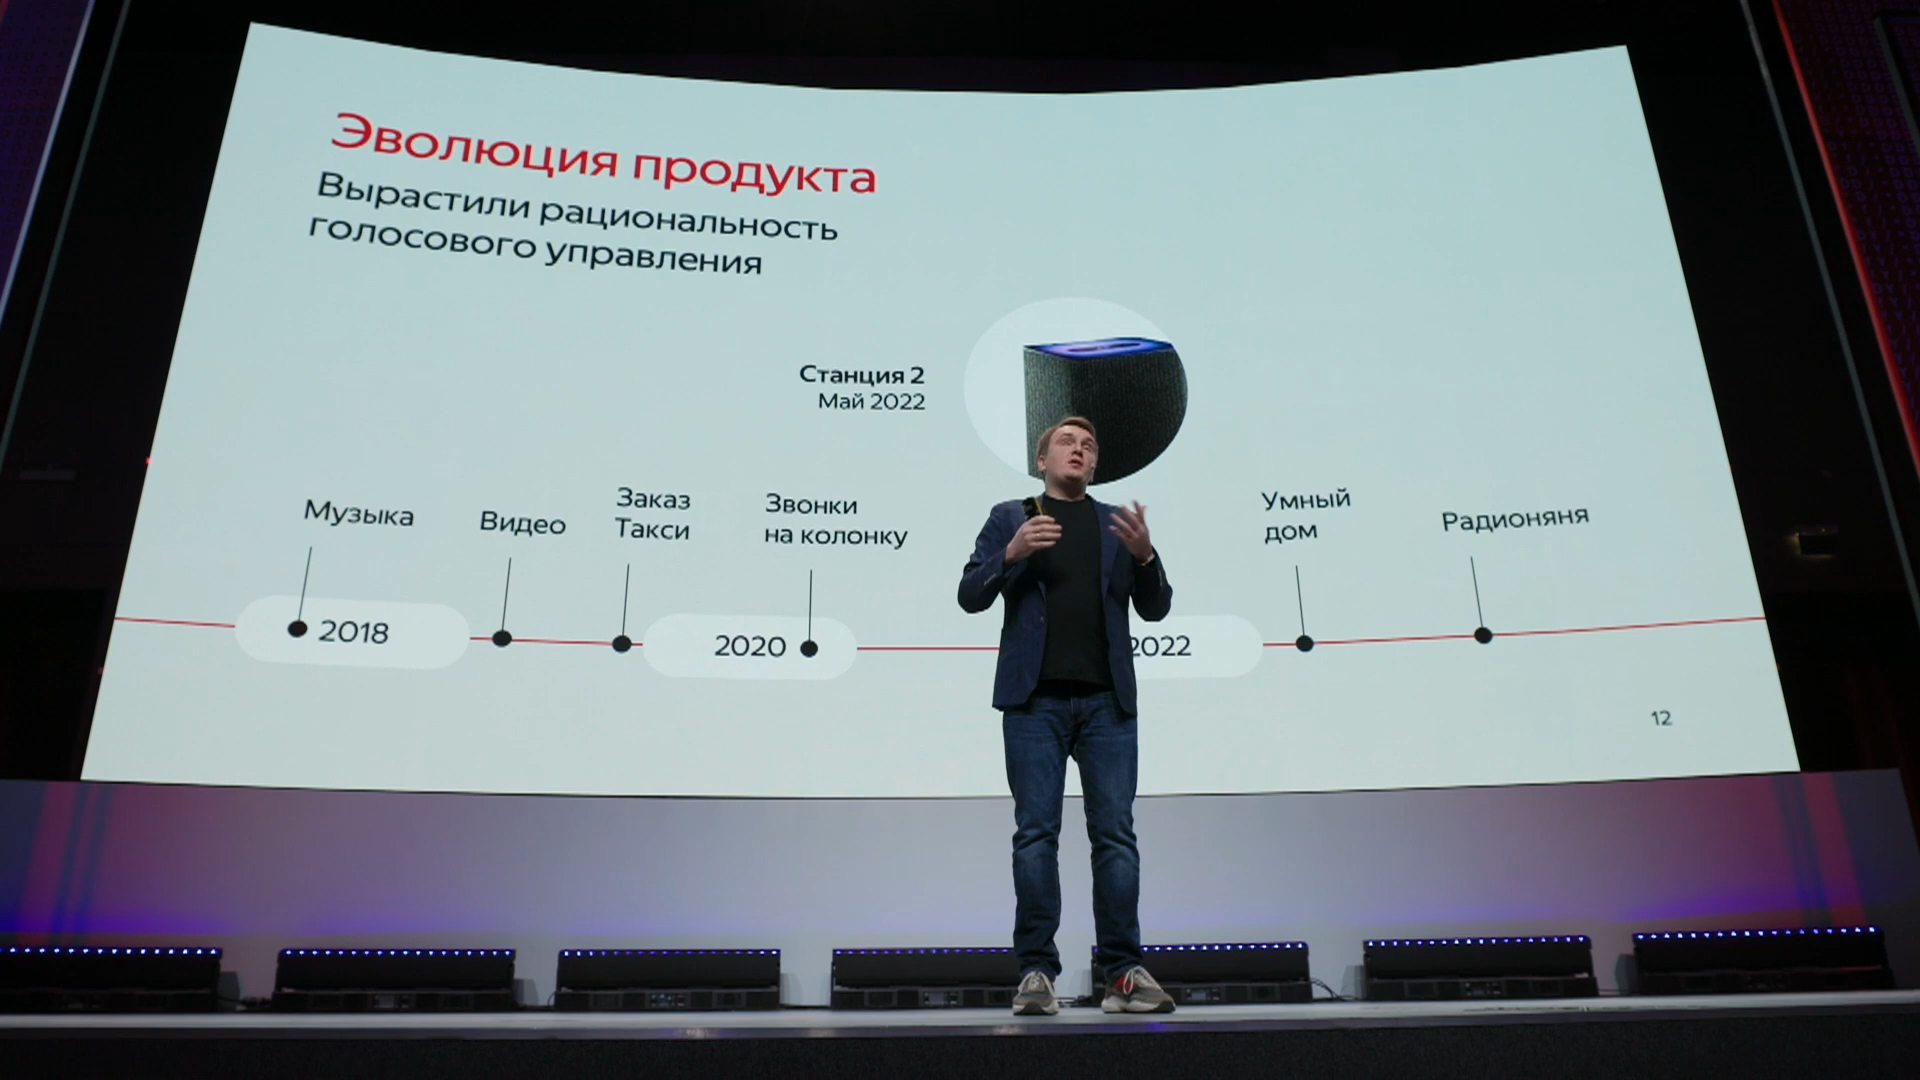 Эволюция продукта
Вырастили рациональность
голосового управления
Станция 2
Май 2022
Музыка
Видео
Заказ
Такси
Звонки
на колонку
Умный
дом
Радионяня
2018
2020
2022
12